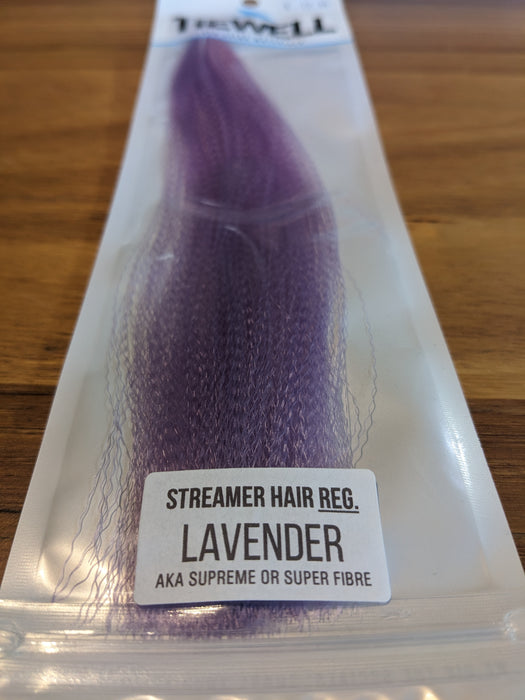 TIEWELL
STREAMER HAIR REG.
LAVENDER
AKA SUPREME OR SUPER FIBRE